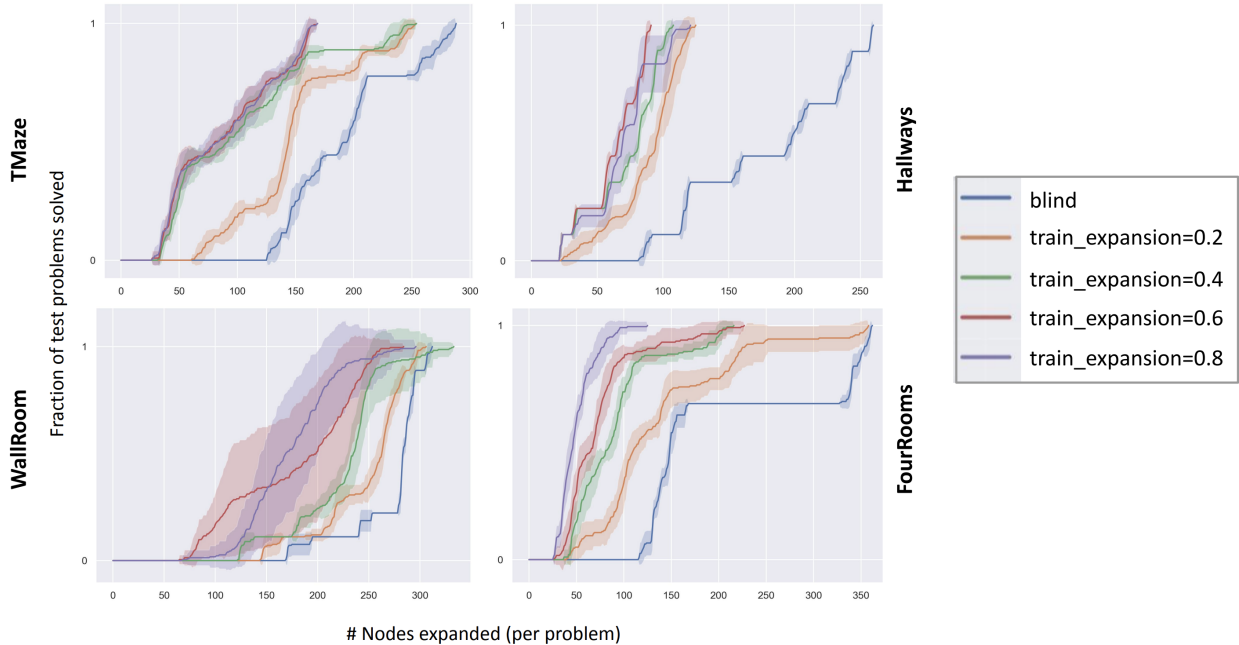 TMaze
Hallways
WallRoom
FourRooms
Fraction of test problems solved
1
0
0 50 100 150 200 250 300
1
0
0 50 100 150 200 250
1
0
0 50 100 150 200 250 300
1
0
0 50 100 150 200 250 300 350
# Nodes expanded (per problem)
blind
train_expansion=0.2
train_expansion=0.4
train_expansion=0.6
train_expansion=0.8